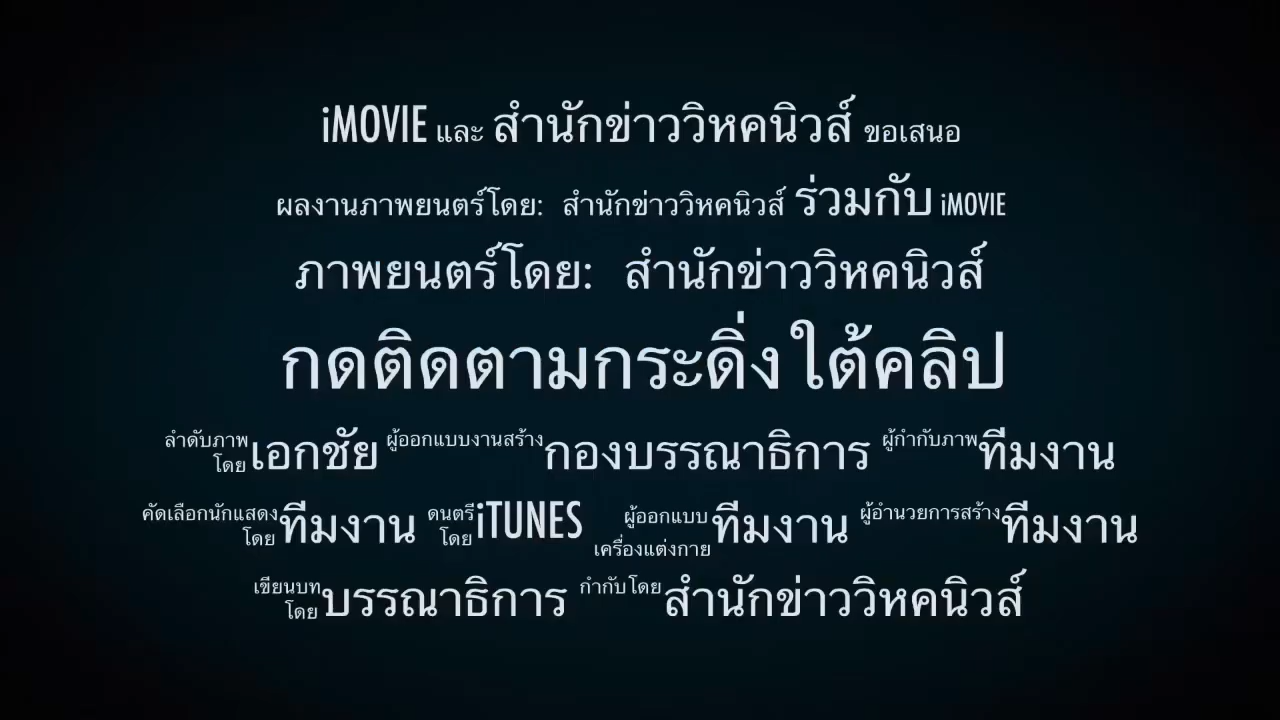 iMOVIE และ สำนักข่าววิหคนิวส์ ขอเสนอ
ผลงานภาพยนตร์โดย: สำนักข่าววิหคนิวส์ ร่วมกับ iMOVIE
ภาพยนตร์โดย: สำนักข่าววิหคนิวส์
กดติดตามกระดิ่ง ใต้คลิป
ลำดับภาพโดย เอกชัย ผู้ออกแบบงานสร้าง กองบรรณาธิการ ผู้กำกับภาพ ทีมงาน
คัดเลือกนักแสดงโดย ทีมงาน ดนตรีโดย iTUNES ผู้ออกแบบเครื่องแต่งกาย ทีมงาน ผู้อำนวยการสร้าง ทีมงาน
เขียนบทโดย บรรณาธิการ กำกับโดย สำนักข่าววิหคนิวส์